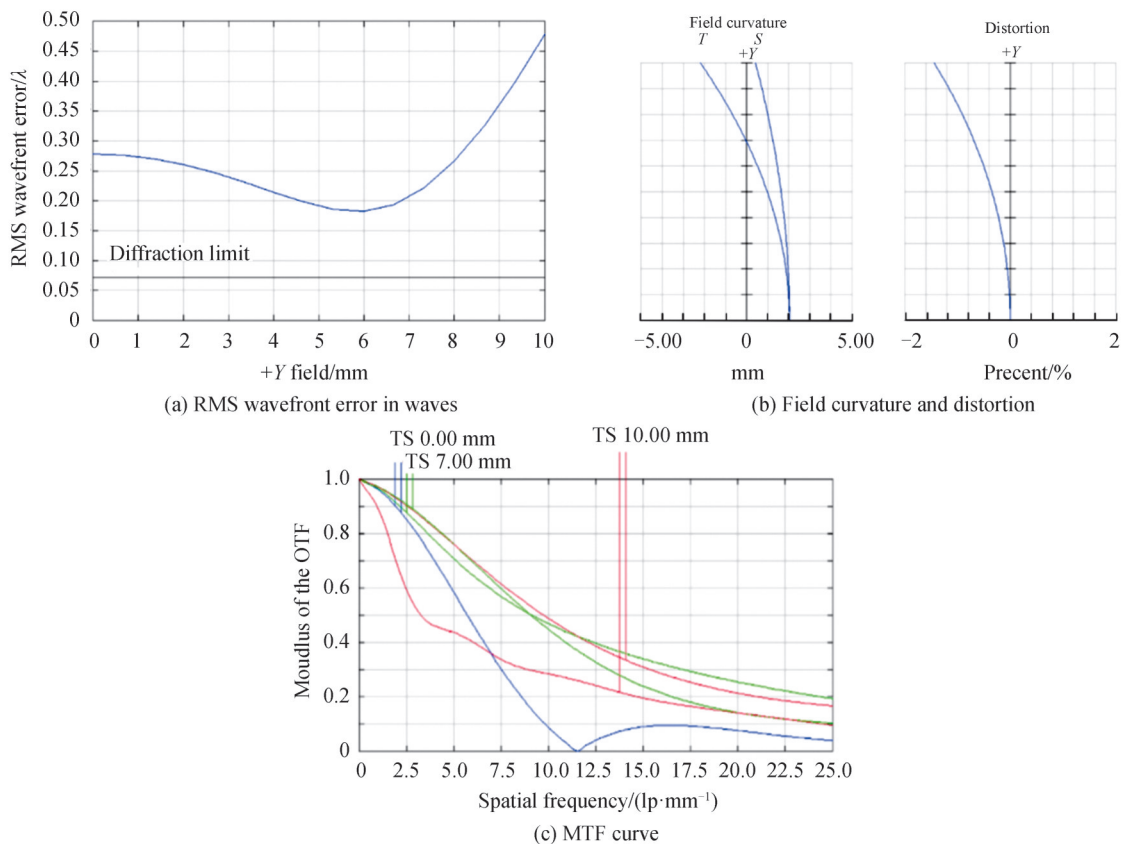 0.50
0.45
0.40
0.35
0.30
0.25
0.20
0.15
0.10
0.05
0
RMS wavefrent error/λ
Diffraction limit
0 1 2 3 4 5 6 7 8 9 10
+Y field/mm
(a) RMS wavefront error in waves
Field curvature
T S
+Y
−5.00 0 5.00
mm
Distortion
+Y
−2 0 2
Precent/%
(b) Field curvature and distortion
TS 0.00 mm
TS 7.00 mm
TS 10.00 mm
1.0
0.8
0.6
0.4
0.2
0
Moudlus of the OTF
0 2.5 5.0 7.5 10.0 12.5 15.0 17.5 20.0 22.5 25.0
Spatial frequency/(lp·mm⁻¹)
(c) MTF curve